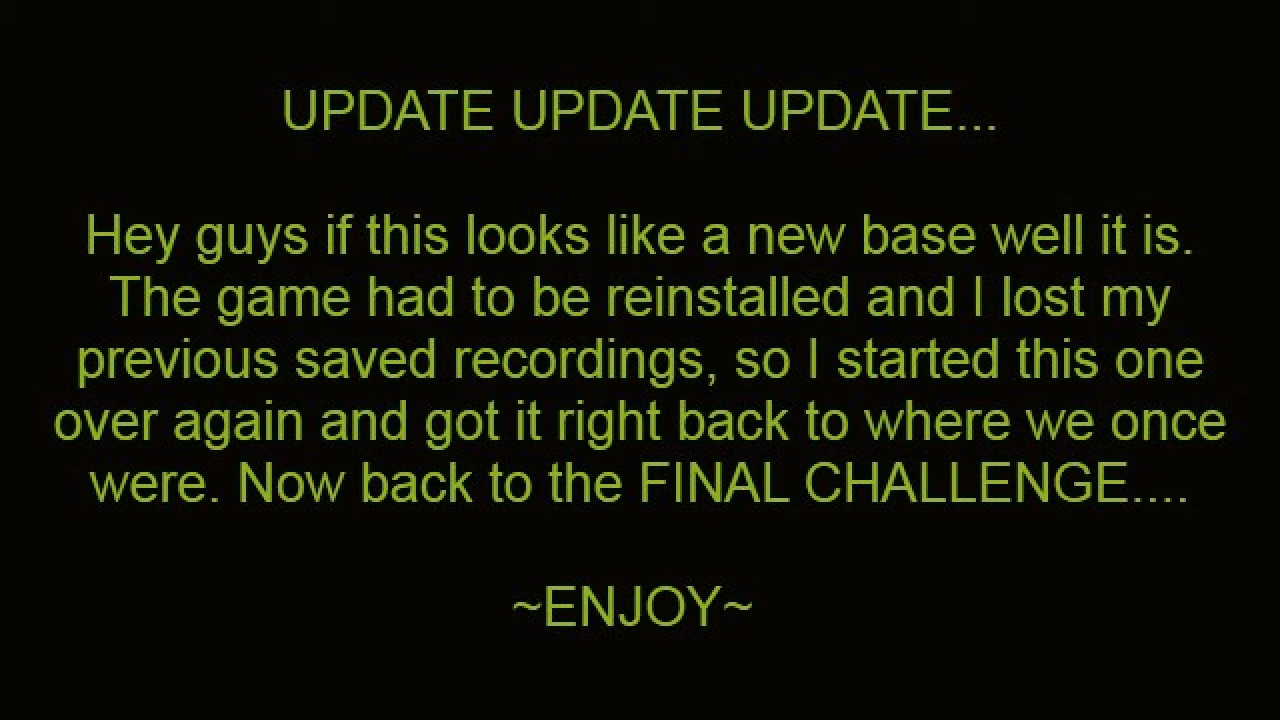 UPDATE UPDATE UPDATE...
Hey guys if this looks like a new base well it is.
The game had to be reinstalled and I lost my
previous saved recordings, so I started this one
over again and got it right back to where we once
were. Now back to the FINAL CHALLENGE....
~ENJOY~